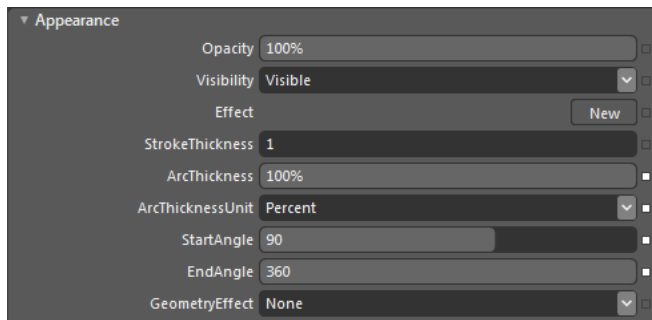 Appearance
Opacity 100%
Visibility Visible
Effect New
StrokeThickness 1
ArcThickness 100%
ArcThicknessUnit Percent
StartAngle 90
EndAngle 360
GeometryEffect None